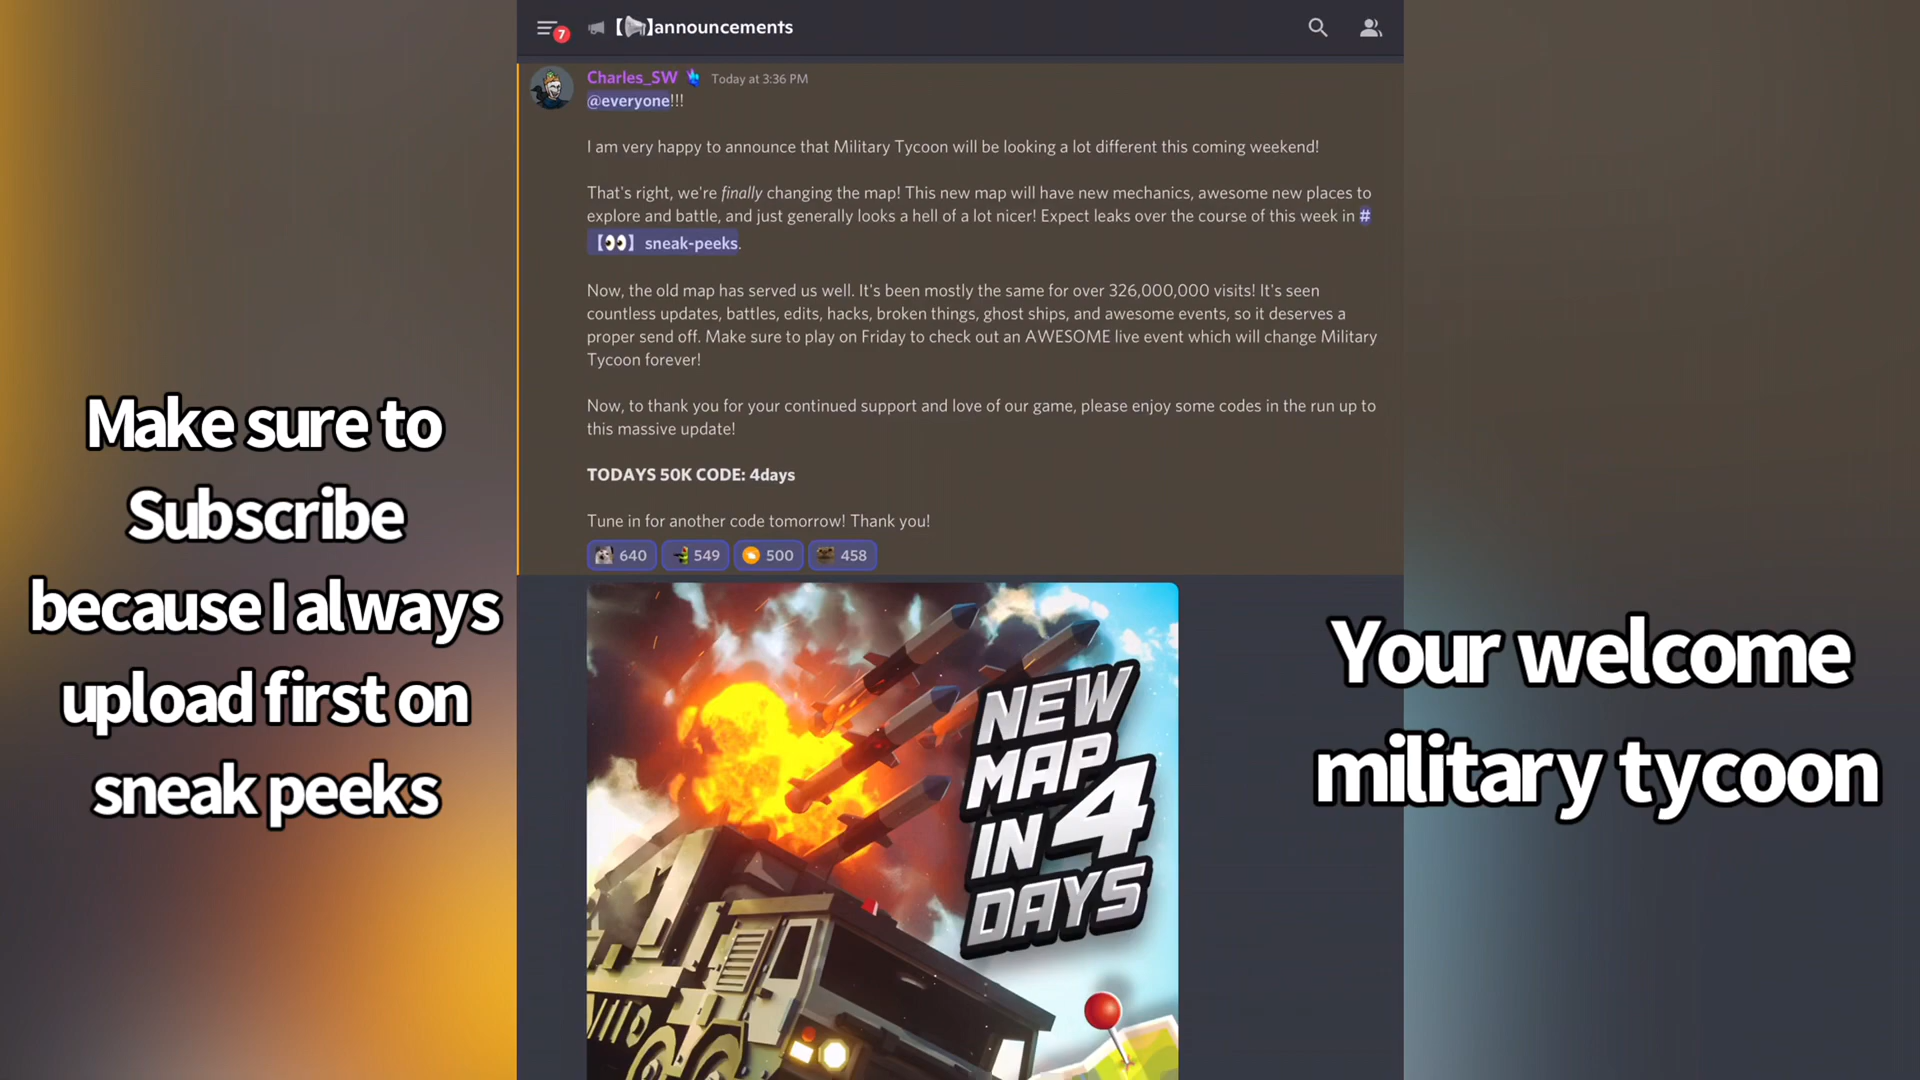 7
【📢】announcements
Charles_SW Today at 3:36 PM
@everyone!!!
I am very happy to announce that Military Tycoon will be looking a lot different this coming weekend!
That's right, we're finally changing the map! This new map will have new mechanics, awesome new places to
explore and battle, and just generally looks a hell of a lot nicer! Expect leaks over the course of this week in #
【👀】 sneak-peeks.
Now, the old map has served us well. It's been mostly the same for over 326,000,000 visits! It's seen
countless updates, battles, edits, hacks, broken things, ghost ships, and awesome events, so it deserves a
proper send off. Make sure to play on Friday to check out an AWESOME live event which will change Military
Tycoon forever!
Now, to thank you for your continued support and love of our game, please enjoy some codes in the run up to
this massive update!
TODAYS 50K CODE: 4days
Tune in for another code tomorrow! Thank you!
640 549 500 458
NEW
MAP
IN 4
DAYS
Make sure to
Subscribe
because I always
upload first on
sneak peeks
Your welcome
military tycoon